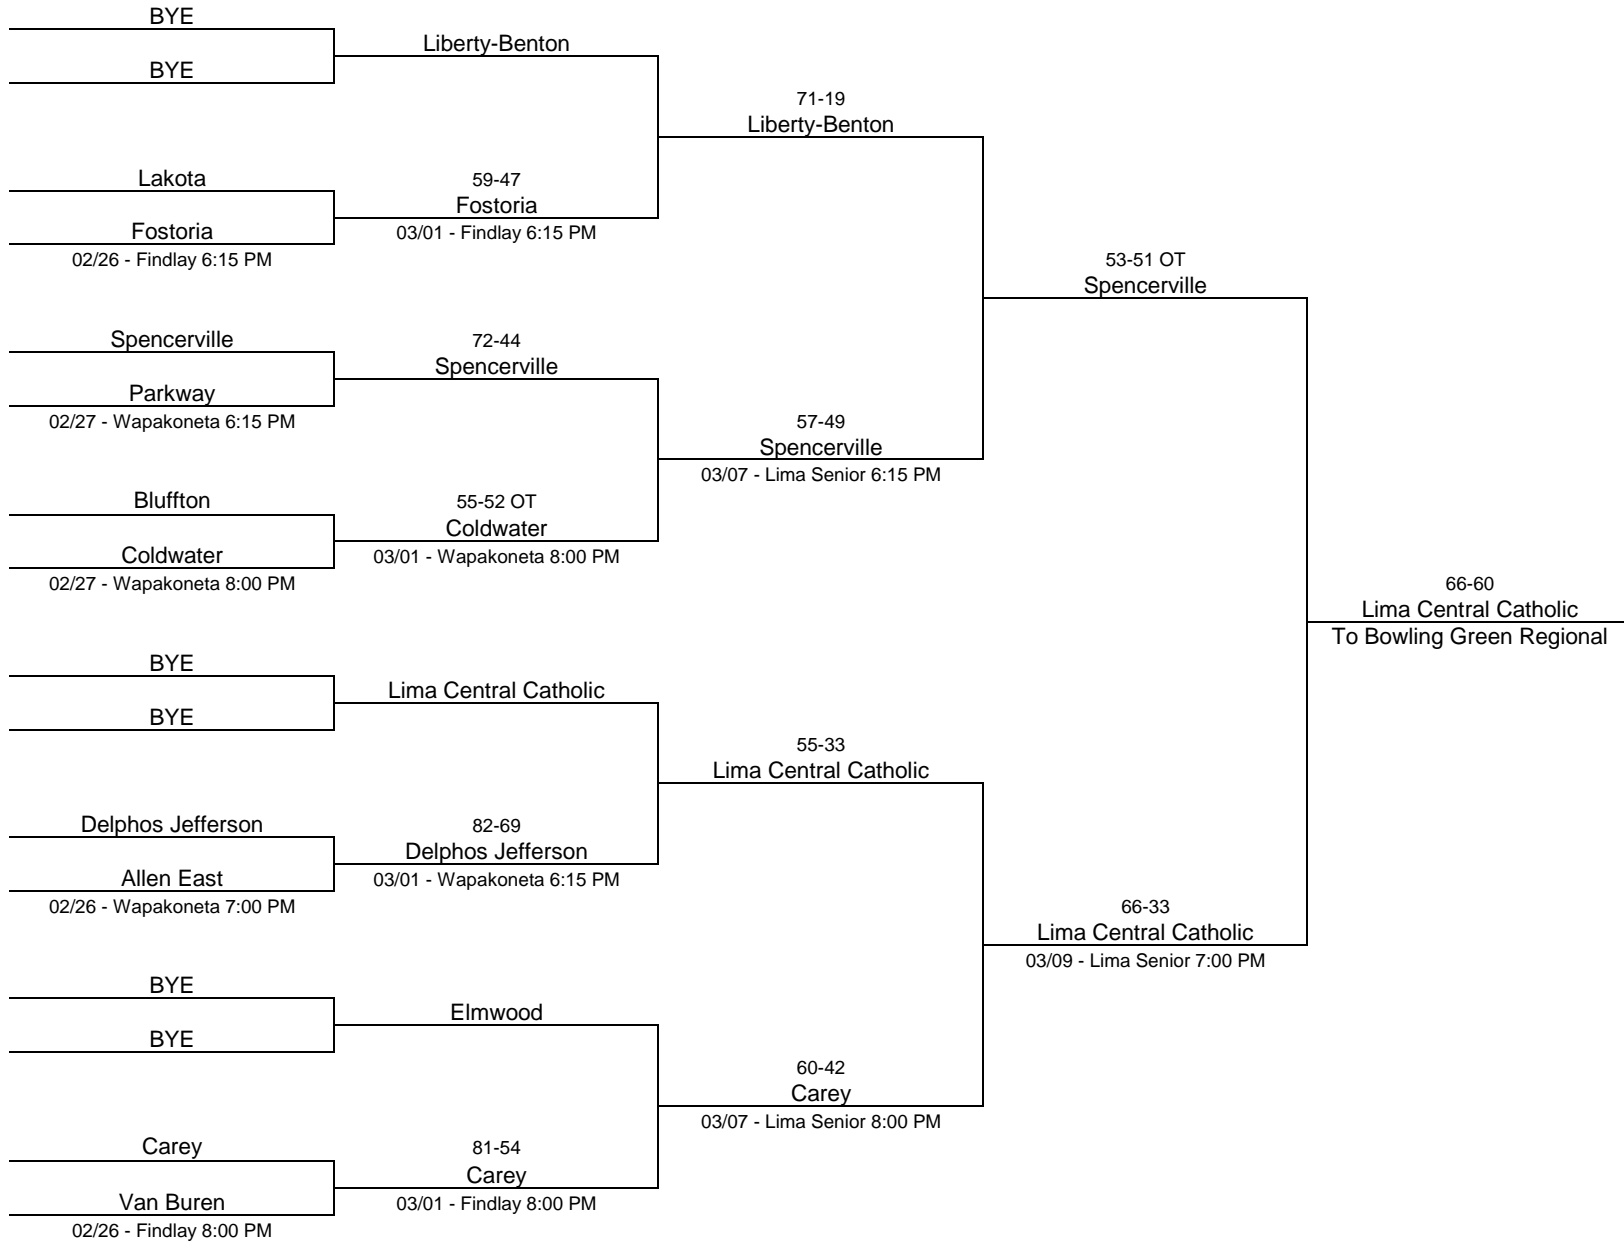 BYE
BYE
Lakota
Fostoria
02/26 - Findlay 6:15 PM
Spencerville
Parkway
02/27 - Wapakoneta 6:15 PM
Bluffton
Coldwater
02/27 - Wapakoneta 8:00 PM
BYE
BYE
Delphos Jefferson
Allen East
02/26 - Wapakoneta 7:00 PM
BYE
BYE
Carey
Van Buren
02/26 - Findlay 8:00 PM
Liberty-Benton
59-47
Fostoria
03/01 - Findlay 6:15 PM
72-44
Spencerville
55-52 OT
Coldwater
03/01 - Wapakoneta 8:00 PM
Lima Central Catholic
82-69
Delphos Jefferson
03/01 - Wapakoneta 6:15 PM
Elmwood
81-54
Carey
03/01 - Findlay 8:00 PM
71-19
Liberty-Benton
57-49
Spencerville
03/07 - Lima Senior 6:15 PM
55-33
Lima Central Catholic
60-42
Carey
03/07 - Lima Senior 8:00 PM
53-51 OT
Spencerville
66-33
Lima Central Catholic
03/09 - Lima Senior 7:00 PM
66-60
Lima Central Catholic
To Bowling Green Regional